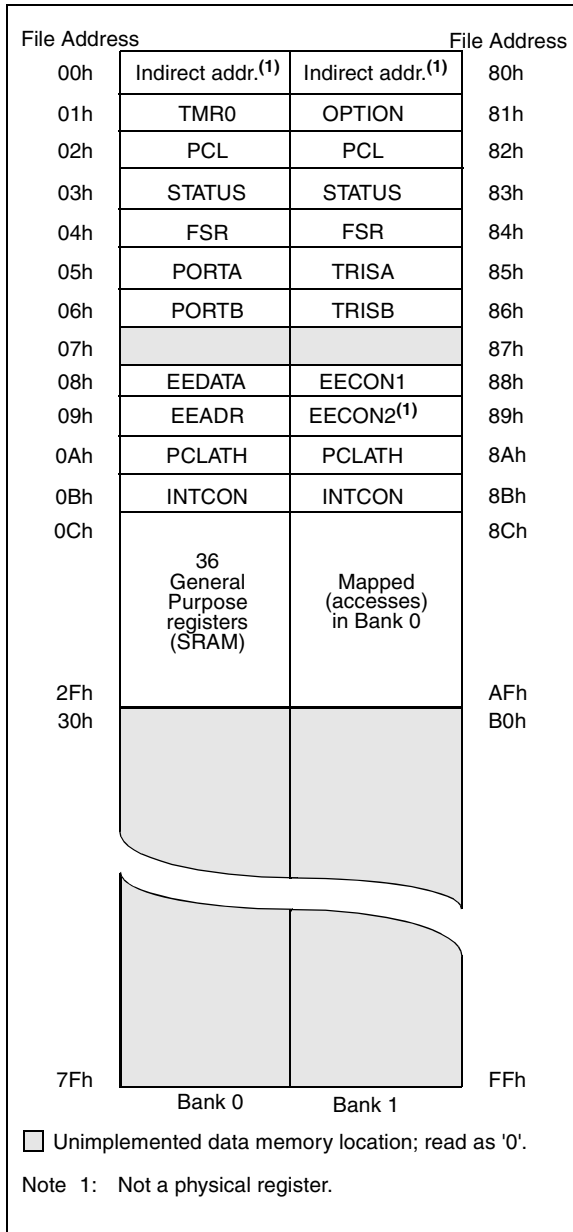 File Address File Address
00h Indirect addr.(1) Indirect addr.(1) 80h
01h TMR0 OPTION 81h
02h PCL PCL 82h
03h STATUS STATUS 83h
04h FSR FSR 84h
05h PORTA TRISA 85h
06h PORTB TRISB 86h
07h 87h
08h EEDATA EECON1 88h
09h EEADR EECON2(1) 89h
0Ah PCLATH PCLATH 8Ah
0Bh INTCON INTCON 8Bh
0Ch 8Ch
36
General
Purpose
registers
(SRAM)
Mapped
(accesses)
in Bank 0
2Fh AFh
30h B0h
7Fh FFh
Bank 0 Bank 1
Unimplemented data memory location; read as '0'.
Note 1: Not a physical register.